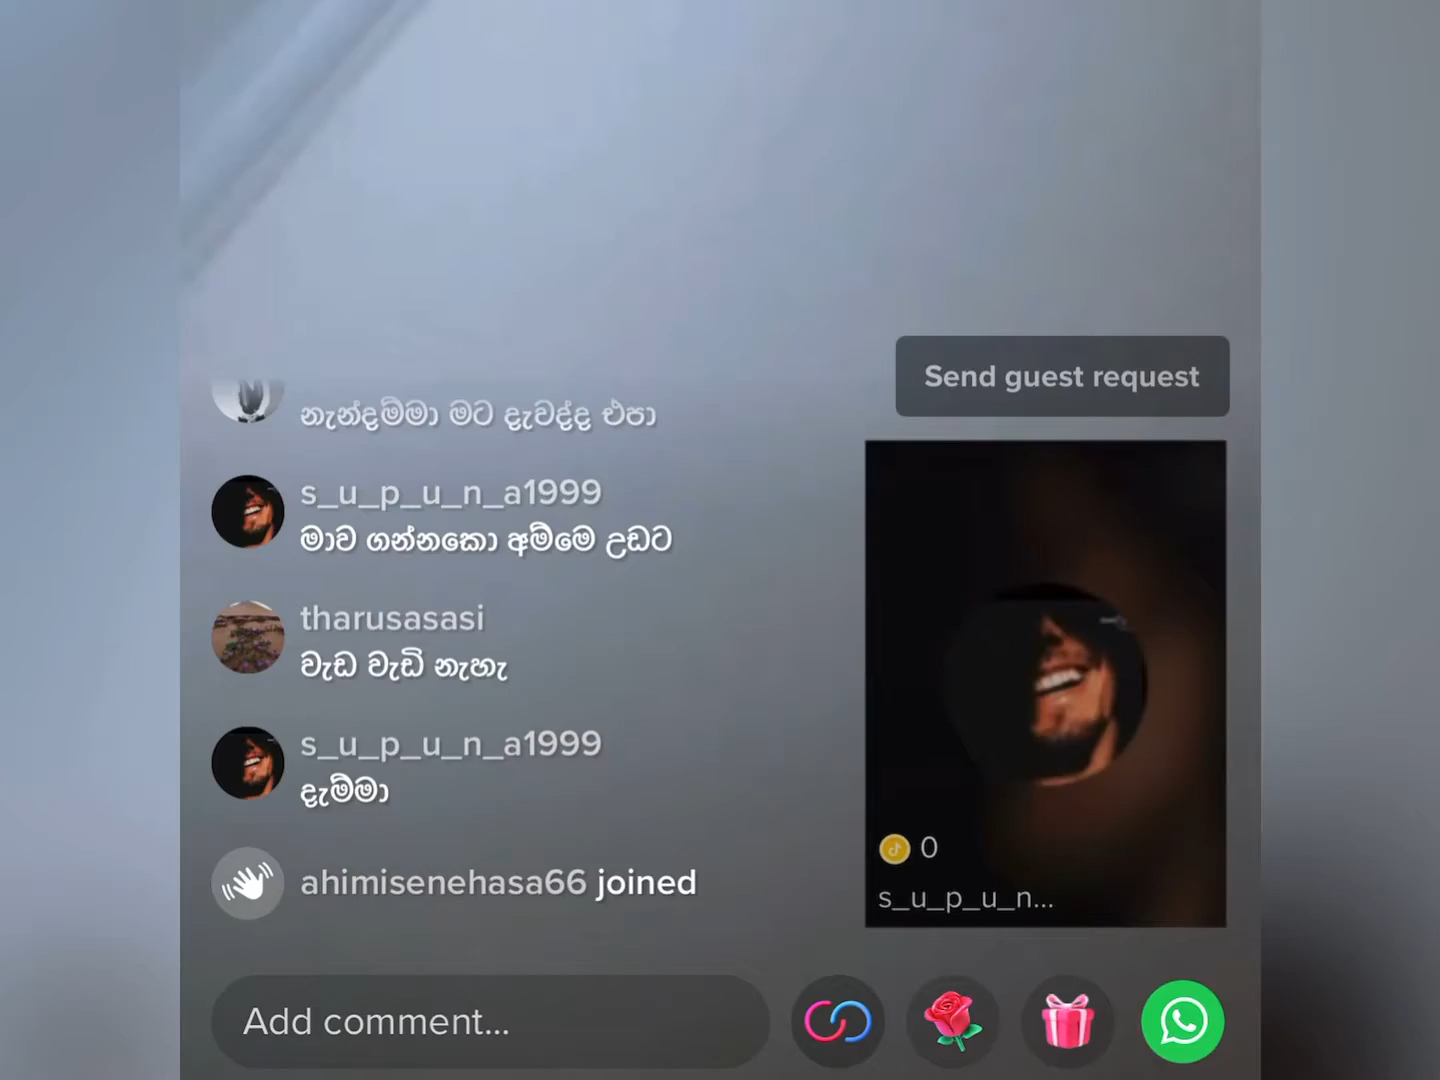 Send guest request
නැන්දම්මා මට දැවද්ද එපා
s_u_p_u_n_a1999
මාව ගන්නකො අම්මෙ උඩට
tharusasasi
වැඩ වැඩි නැහැ
s_u_p_u_n_a1999
දැම්මා
ahimisenehasa66 joined
0
s_u_p_u_n...
Add comment...